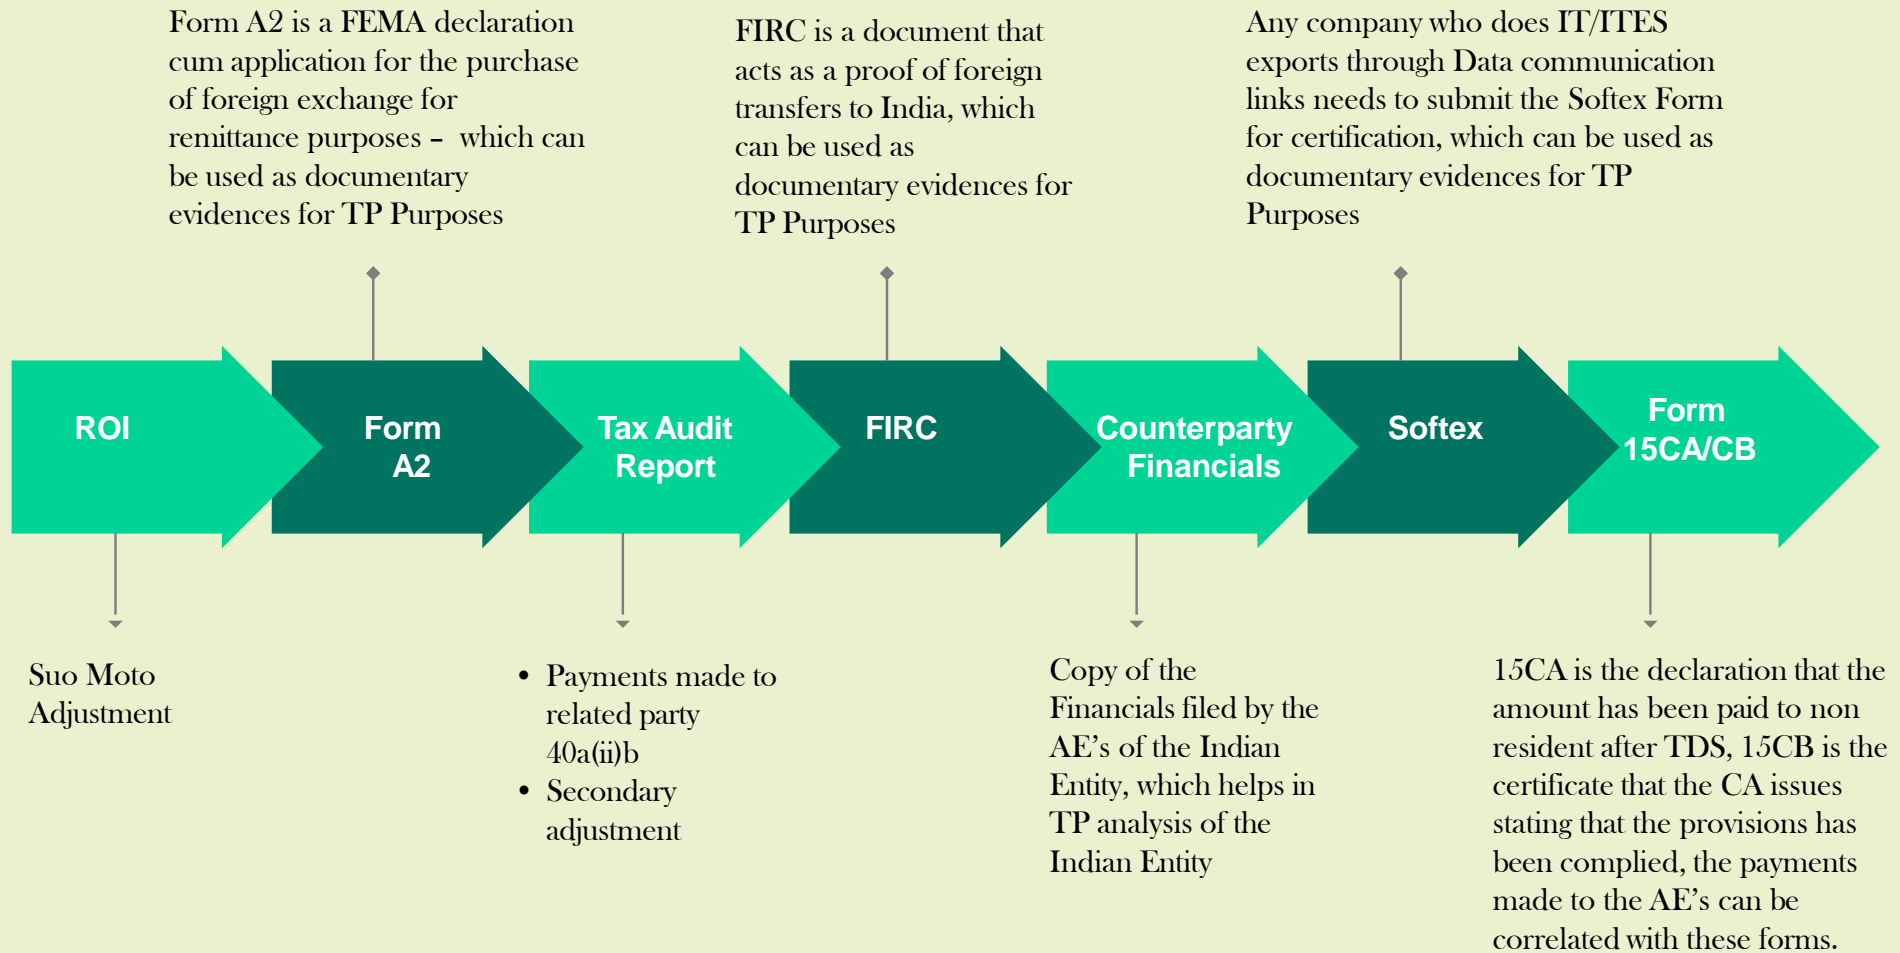 Form A2 is a FEMA declaration
cum application for the purchase
of foreign exchange for
remittance purposes – which can
be used as documentary
evidences for TP Purposes
FIRC is a document that
acts as a proof of foreign
transfers to India, which
can be used as
documentary evidences for
TP Purposes
Any company who does IT/ITES
exports through Data communication
links needs to submit the Softex Form
for certification, which can be used as
documentary evidences for TP
Purposes
ROI
Form
A2
Tax Audit
Report
FIRC
Counterparty
Financials
Softex
Form
15CA/CB
Suo Moto
Adjustment
• Payments made to
related party
40a(ii)b
• Secondary
adjustment
Copy of the
Financials filed by the
AE's of the Indian
Entity, which helps in
TP analysis of the
Indian Entity
15CA is the declaration that the
amount has been paid to non
resident after TDS, 15CB is the
certificate that the CA issues
stating that the provisions has
been complied, the payments
made to the AE's can be
correlated with these forms.